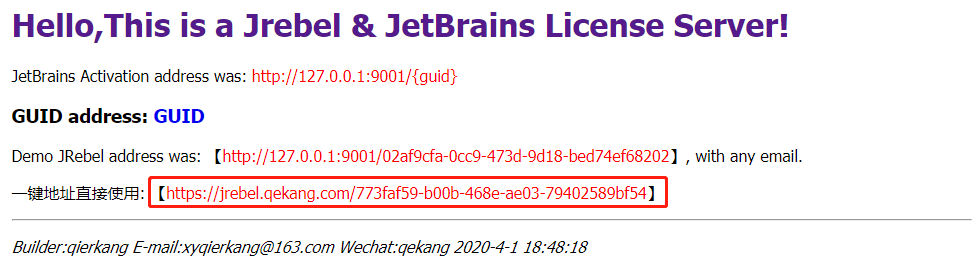 Hello,This is a Jrebel & JetBrains License Server!
JetBrains Activation address was: http://127.0.0.1:9001/{guid}
GUID address: GUID
Demo JRebel address was: 【http://127.0.0.1:9001/02af9cfa-0cc9-473d-9d18-bed74ef68202】, with any email.
一键地址直接使用:【https://jrebel.qekang.com/773faf59-b00b-468e-ae03-79402589bf54】
Builder:qierkang E-mail:xyqierkang@163.com Wechat:qekang 2020-4-1 18:48:18